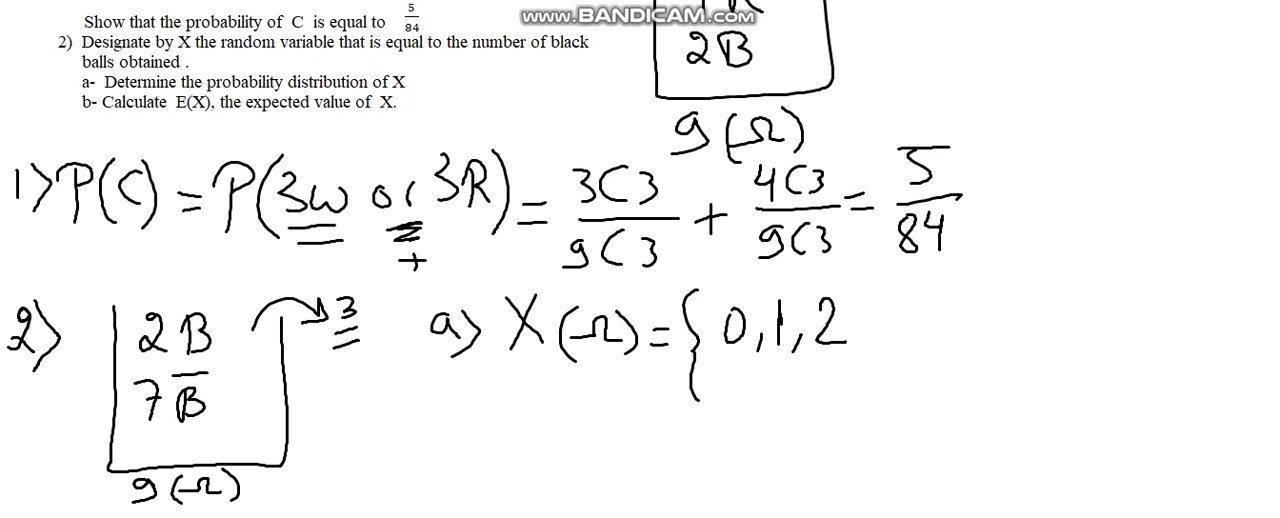 www.BANDICAM.com
Show that the probability of C is equal to 5/84
2) Designate by X the random variable that is equal to the number of black
balls obtained .
a- Determine the probability distribution of X
b- Calculate E(X), the expected value of X.
2B
9(Ω)
1) P(C) = P(3W or 3R) = 3C3/9C3 + 4C3/9C3 = 5/84
+
2) 2B 3 a) X(Ω) = { 0, 1, 2
7B̅
9(Ω)